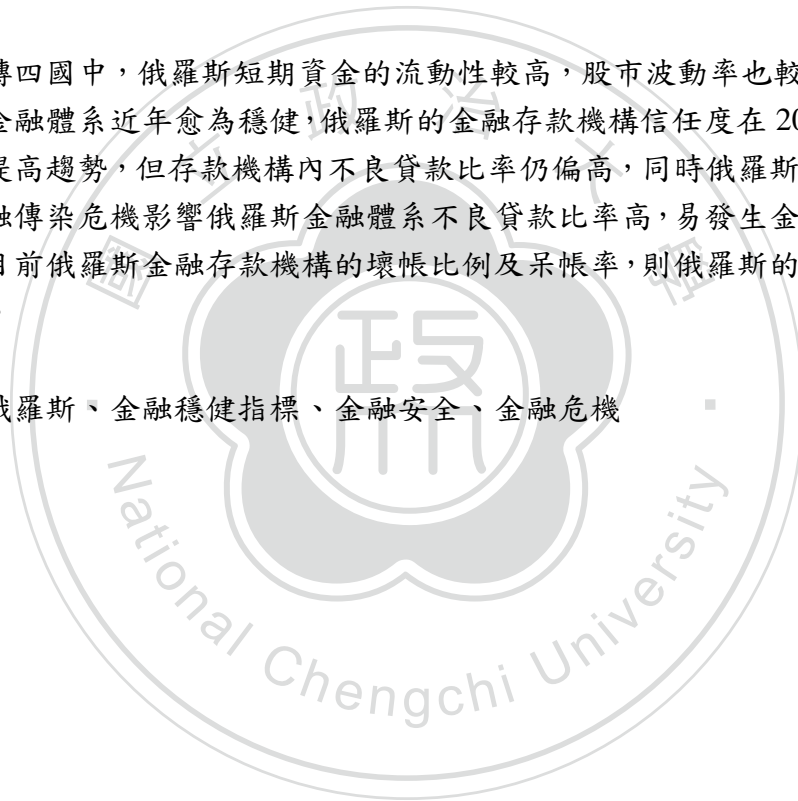 磚四國中，俄羅斯短期資金的流動性較高，股市波動率也較
金融體系近年愈為穩健，俄羅斯的金融存款機構信任度在 20
提高趨勢，但存款機構內不良貸款比率仍偏高，同時俄羅斯
融傳染危機影響俄羅斯金融體系不良貸款比率高，易發生金
目前俄羅斯金融存款機構的壞帳比例及呆帳率，則俄羅斯的
俄羅斯、金融穩健指標、金融安全、金融危機
國立政治大學
政
National Chengchi University